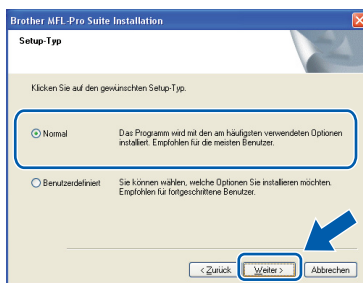 Brother MFL-Pro Suite Installation
Setup-Typ
Klicken Sie auf den gewünschten Setup-Typ.
Normal
Das Programm wird mit den am häufigsten verwendeten Optionen
installiert. Empfohlen für die meisten Benutzer.
Benutzerdefiniert
Sie können wählen, welche Optionen Sie installieren möchten.
Empfohlen für fortgeschrittene Benutzer.
< Zurück
Weiter >
Abbrechen